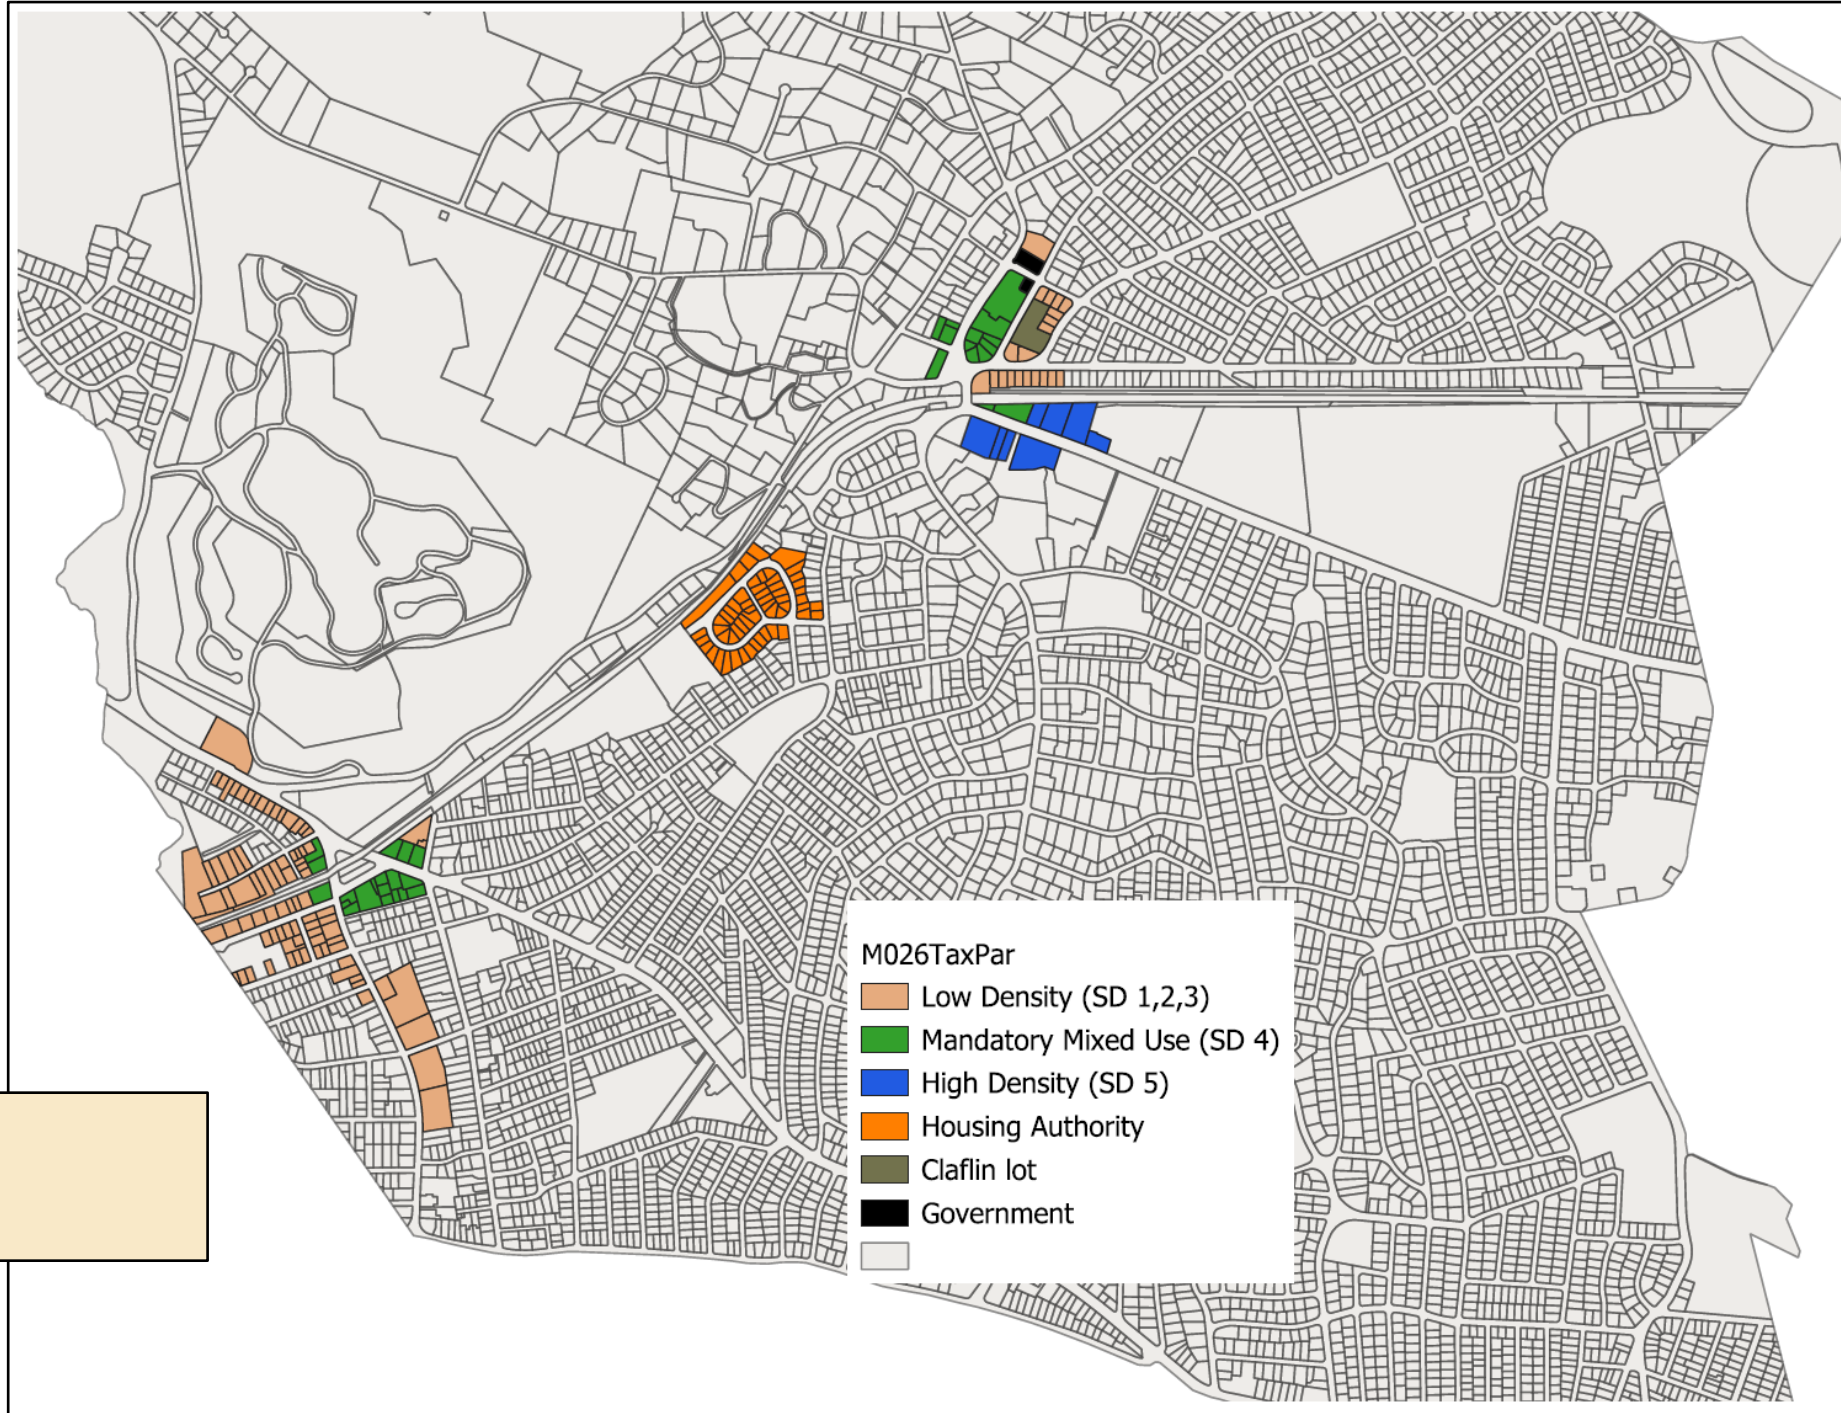 M026TaxPar
Low Density (SD 1,2,3)
Mandatory Mixed Use (SD 4)
High Density (SD 5)
Housing Authority
Claflin lot
Government